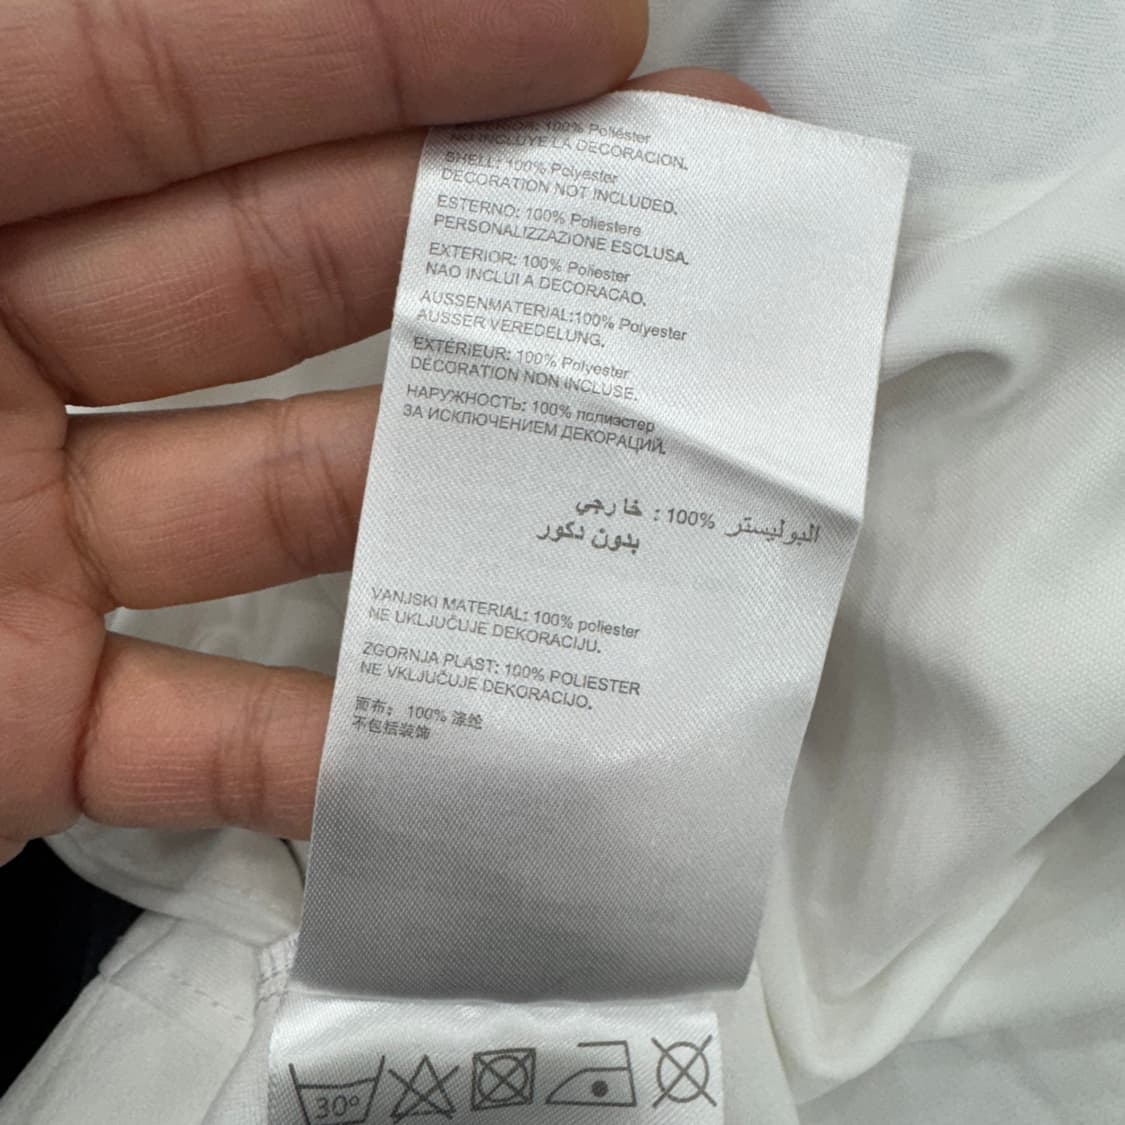 100% Poliéster
NO INCLUYE LA DECORACION.
SHELL: 100% Polyester
DECORATION NOT INCLUDED.
ESTERNO: 100% Poliestere
PERSONALIZZAZIONE ESCLUSA.
EXTERIOR: 100% Poliester
NAO INCLUI A DECORACAO.
AUSSENMATERIAL:100% Polyester
AUSSER VEREDELUNG.
EXTÉRIEUR: 100% Polyester
DÉCORATION NON INCLUSE.
НАРУЖНОСТЬ: 100% полиэстер
ЗА ИСКЛЮЧЕНИЕМ ДЕКОРАЦИЙ.
خارجي : 100% البوليستر
بدون دكور
VANJSKI MATERIAL: 100% poliester
NE UKLJUČUJE DEKORACIJU.
ZGORNJA PLAST: 100% POLIESTER
NE VKLJUČUJE DEKORACIJO.
面布： 100% 涤纶
不包括装饰
30°